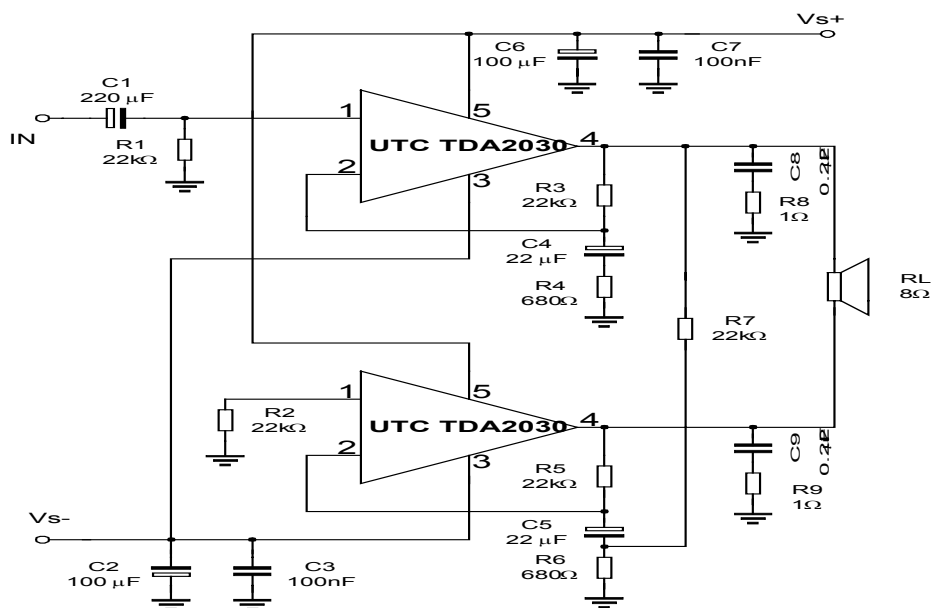 Vs+
C6
100 µF
C7
100nF
C1
220 µF
IN
R1
22kΩ
1
5
UTC TDA2030
4
2
3
R3
22kΩ
C8
R8
1Ω
C4
22 µF
R4
680Ω
RL
8Ω
R7
22kΩ
1
5
R2
22kΩ
UTC TDA2030
4
2
3
R5
22kΩ
C9
R9
1Ω
Vs-
C5
22 µF
R6
680Ω
C2
100 µF
C3
100nF